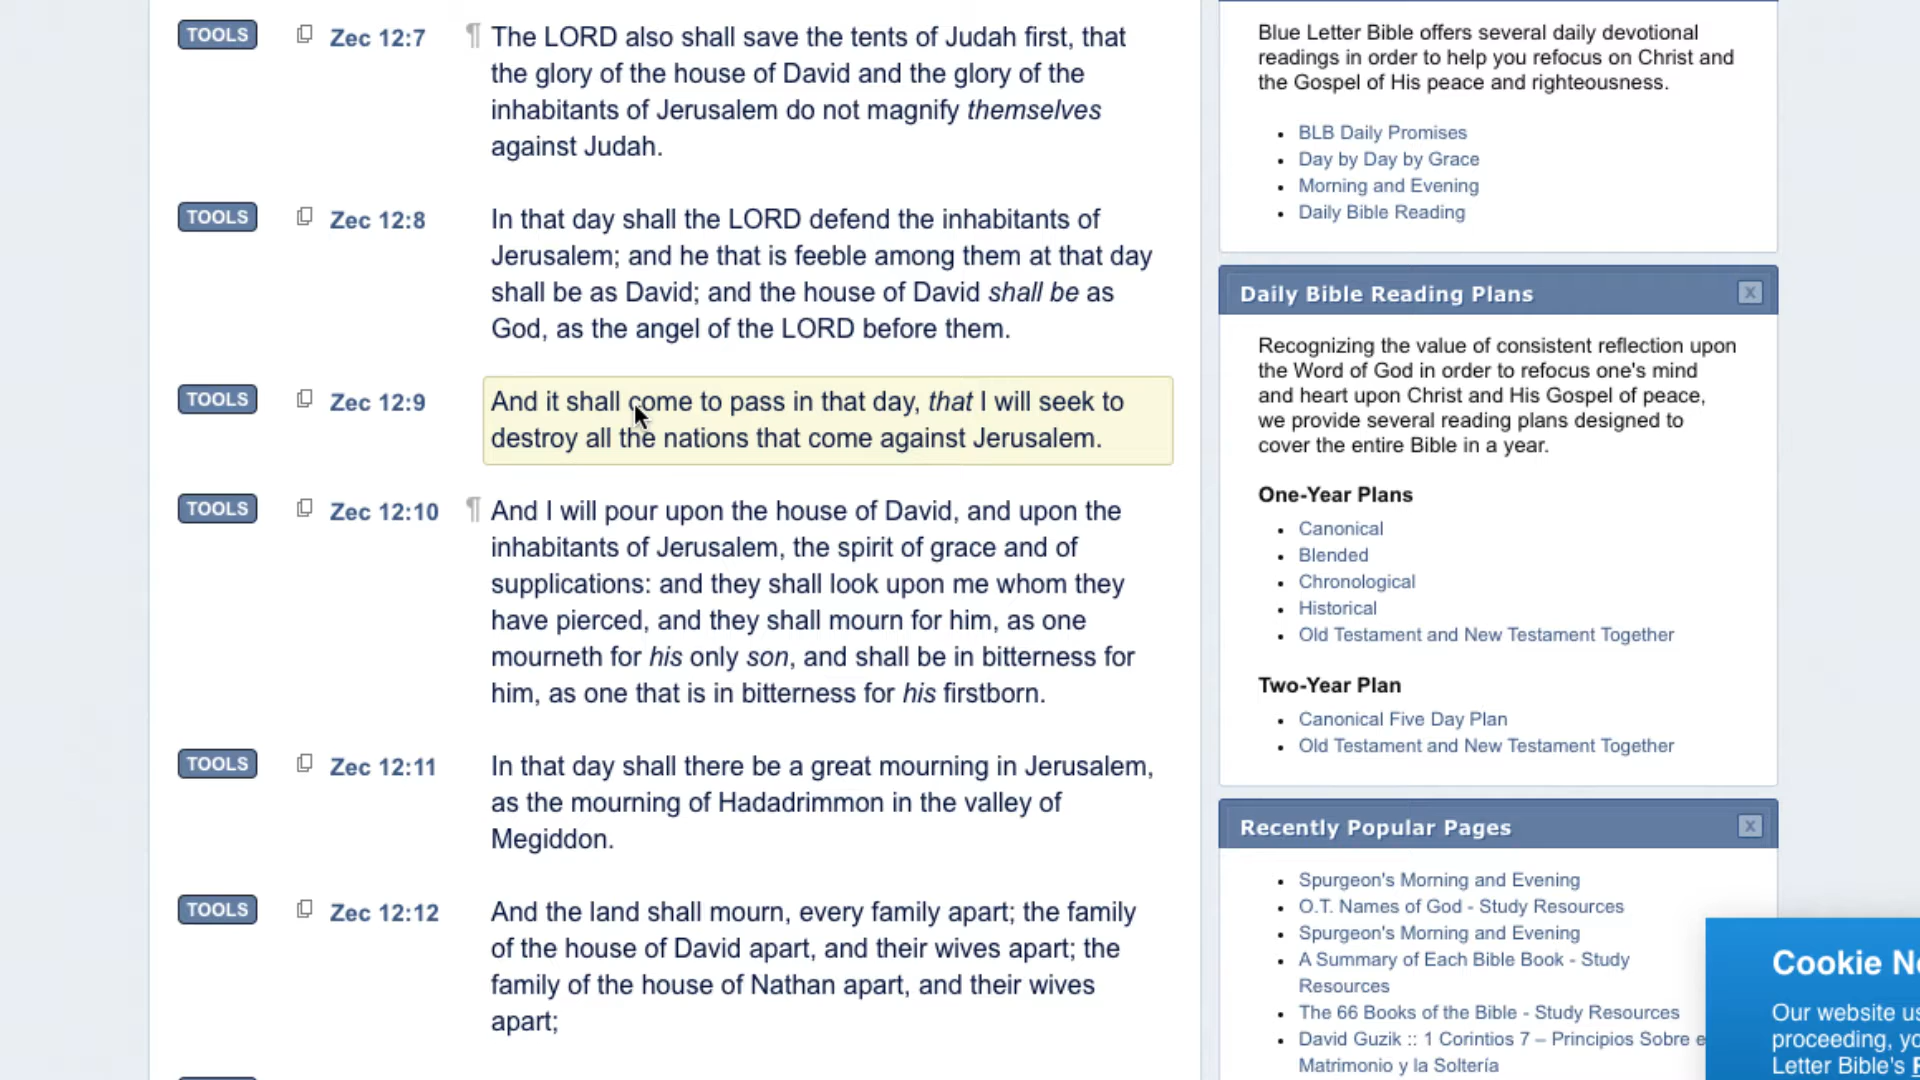 TOOLS Zec 12:7 ¶ The LORD also shall save the tents of Judah first, that
the glory of the house of David and the glory of the
inhabitants of Jerusalem do not magnify themselves
against Judah.
TOOLS Zec 12:8 In that day shall the LORD defend the inhabitants of
Jerusalem; and he that is feeble among them at that day
shall be as David; and the house of David shall be as
God, as the angel of the LORD before them.
TOOLS Zec 12:9 And it shall come to pass in that day, that I will seek to
destroy all the nations that come against Jerusalem.
TOOLS Zec 12:10 ¶ And I will pour upon the house of David, and upon the
inhabitants of Jerusalem, the spirit of grace and of
supplications: and they shall look upon me whom they
have pierced, and they shall mourn for him, as one
mourneth for his only son, and shall be in bitterness for
him, as one that is in bitterness for his firstborn.
TOOLS Zec 12:11 In that day shall there be a great mourning in Jerusalem,
as the mourning of Hadadrimmon in the valley of
Megiddon.
TOOLS Zec 12:12 And the land shall mourn, every family apart; the family
of the house of David apart, and their wives apart; the
family of the house of Nathan apart, and their wives
apart;
Blue Letter Bible offers several daily devotional
readings in order to help you refocus on Christ and
the Gospel of His peace and righteousness.
• BLB Daily Promises
• Day by Day by Grace
• Morning and Evening
• Daily Bible Reading
Daily Bible Reading Plans x
Recognizing the value of consistent reflection upon
the Word of God in order to refocus one's mind
and heart upon Christ and His Gospel of peace,
we provide several reading plans designed to
cover the entire Bible in a year.
One-Year Plans
• Canonical
• Blended
• Chronological
• Historical
• Old Testament and New Testament Together
Two-Year Plan
• Canonical Five Day Plan
• Old Testament and New Testament Together
Recently Popular Pages x
• Spurgeon's Morning and Evening
• O.T. Names of God - Study Resources
• Spurgeon's Morning and Evening
• A Summary of Each Bible Book - Study
Resources
• The 66 Books of the Bible - Study Resources
• David Guzik :: 1 Corintios 7 – Principios Sobre e
Matrimonio y la Soltería
Cookie N
Our website us
proceeding, yo
Letter Bible's